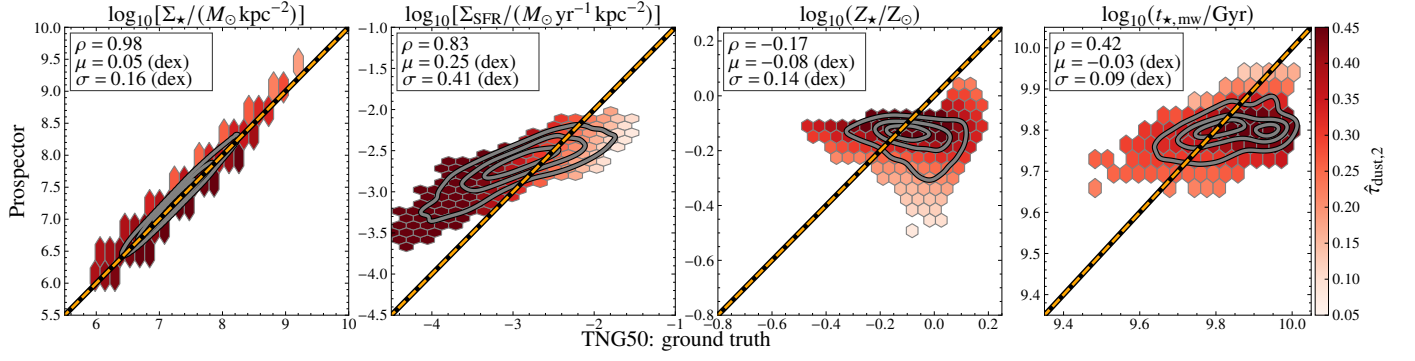 log₁₀[Σ⋆/(M⊙ kpc⁻²)]
ρ = 0.98
μ = 0.05 (dex)
σ = 0.16 (dex)
10.0
9.5
9.0
8.5
8.0
7.5
7.0
6.5
6.0
5.5
6 7 8 9 10
Prospector
log₁₀[Σ_SFR/(M⊙ yr⁻¹ kpc⁻²)]
ρ = 0.83
μ = 0.25 (dex)
σ = 0.41 (dex)
−1.0
−1.5
−2.0
−2.5
−3.0
−3.5
−4.0
−4.5
−4 −3 −2 −1
log₁₀(Z⋆/Z⊙)
ρ = −0.17
μ = −0.08 (dex)
σ = 0.14 (dex)
0.2
0.0
−0.2
−0.4
−0.6
−0.8
−0.8 −0.6 −0.4 −0.2 0.0 0.2
log₁₀(t⋆,mw/Gyr)
ρ = 0.42
μ = −0.03 (dex)
σ = 0.09 (dex)
10.0
9.9
9.8
9.7
9.6
9.5
9.4
9.4 9.6 9.8 10.0
TNG50: ground truth
0.45
0.40
0.35
0.30
0.25
0.20
0.15
0.10
0.05
τ̂_dust,2